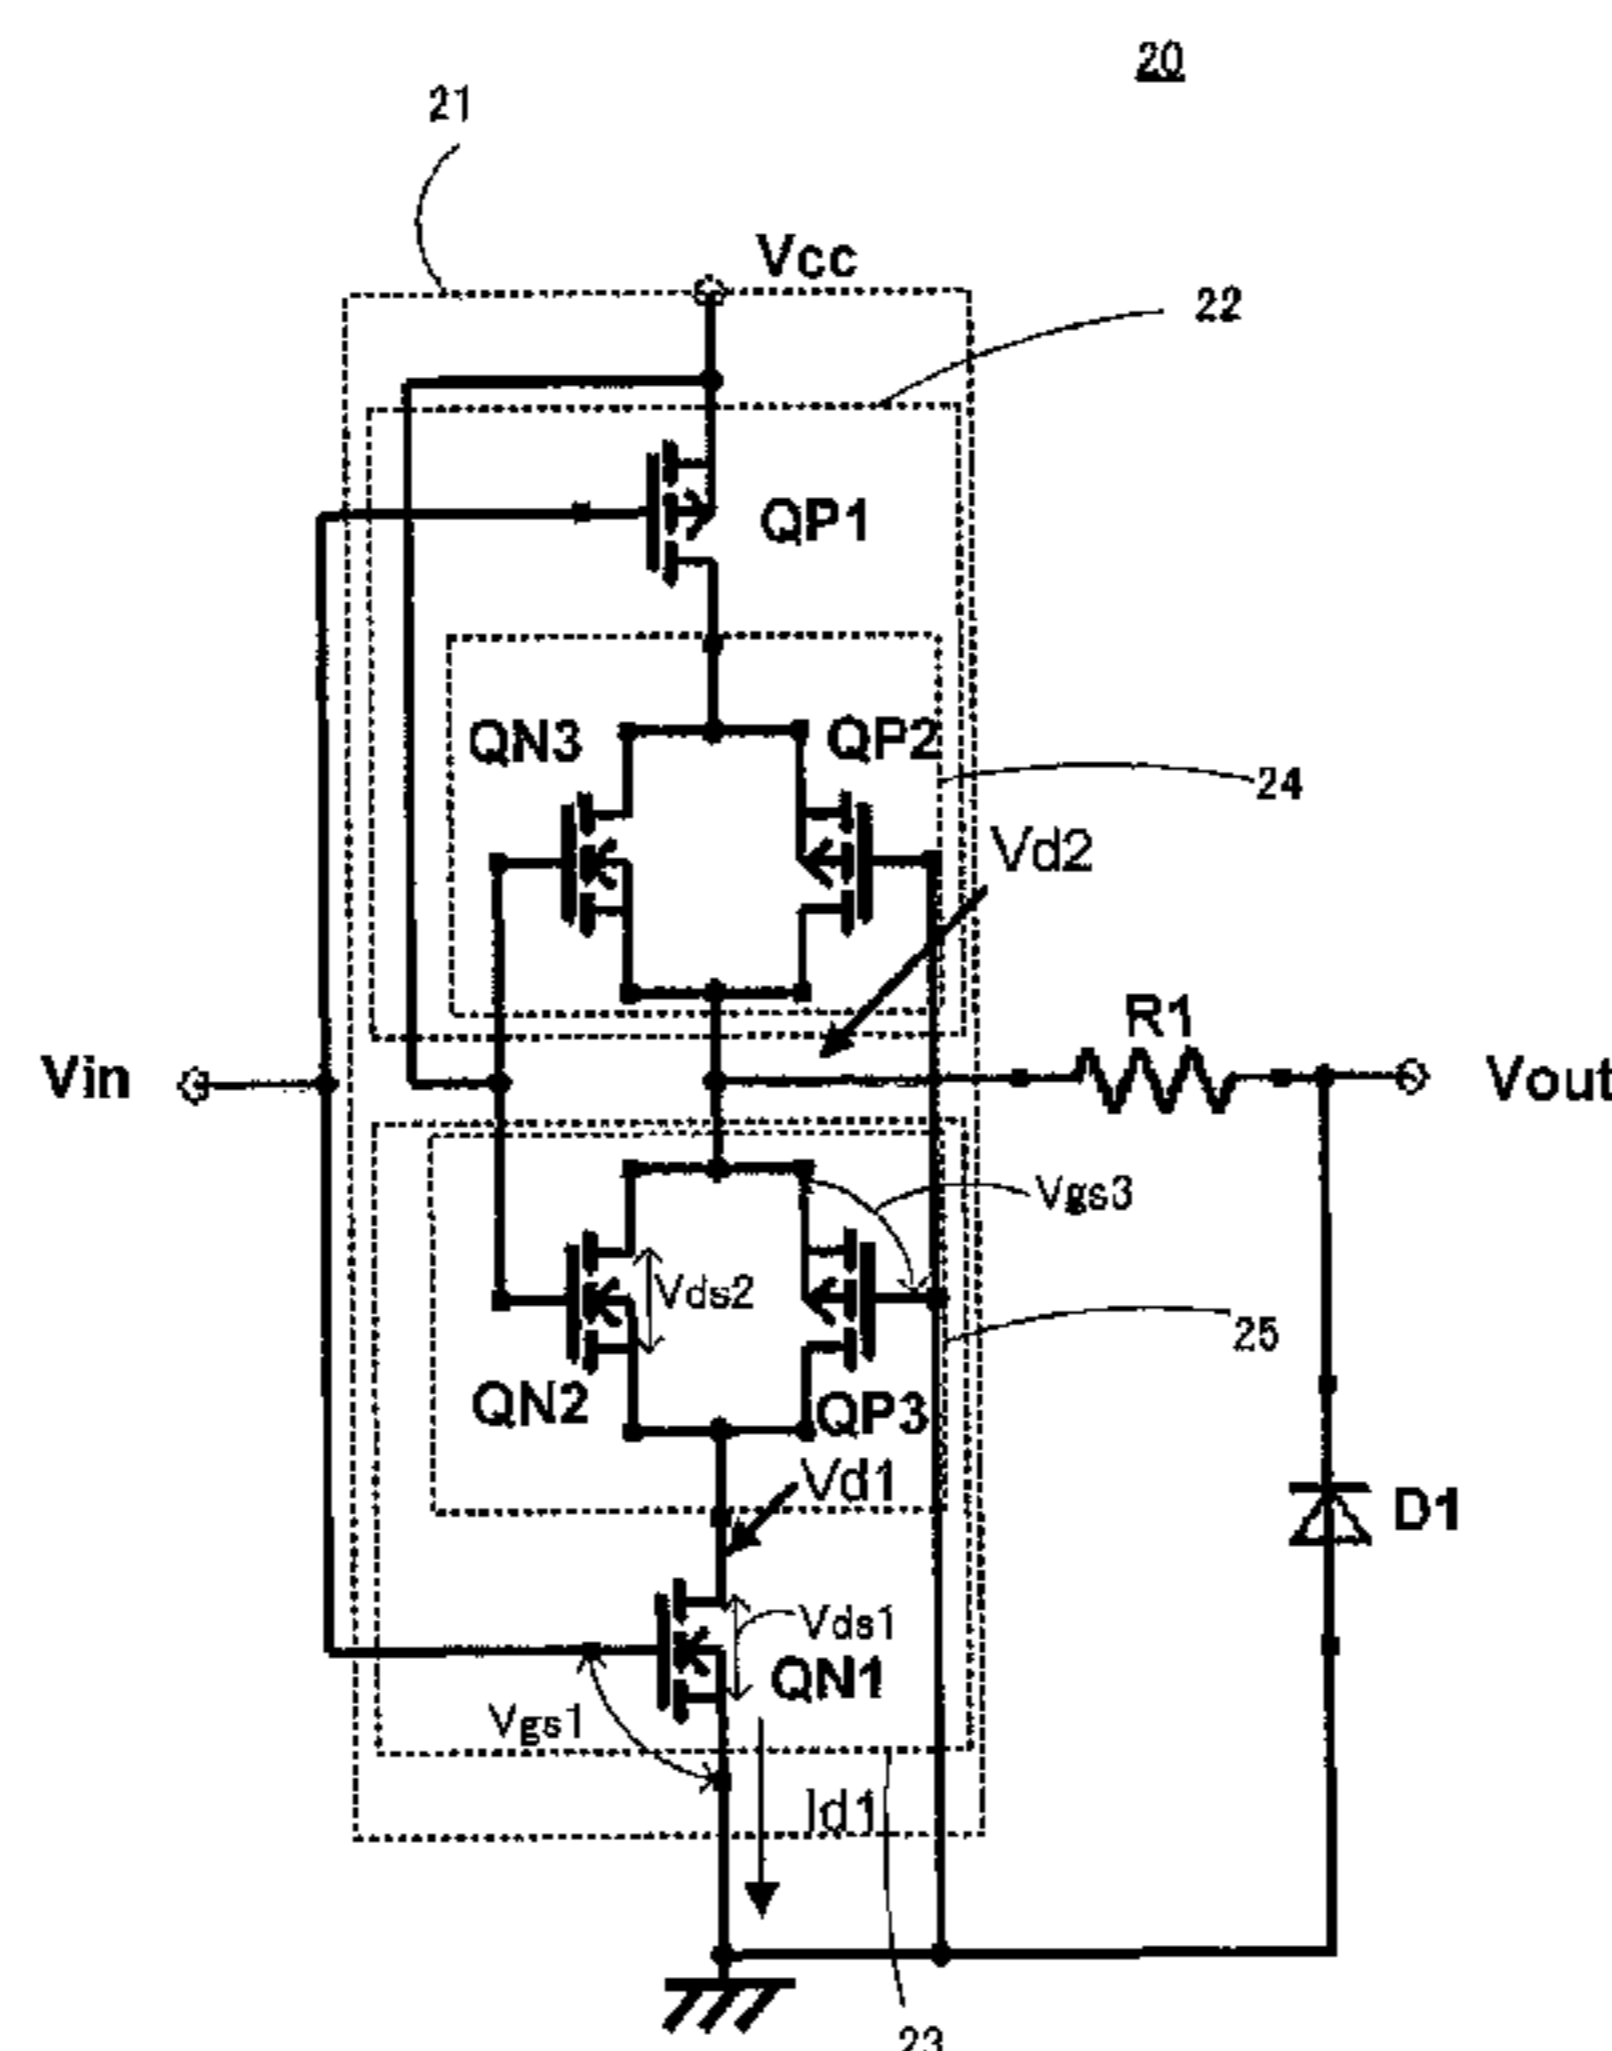 20
21
Vcc
22
QP1
QN3
QP2
24
Vd2
R1
Vin
Vout
Vgs3
Vds2
25
QN2
QP3
Vd1
D1
Vds1
QN1
Vgs1
Id1
23